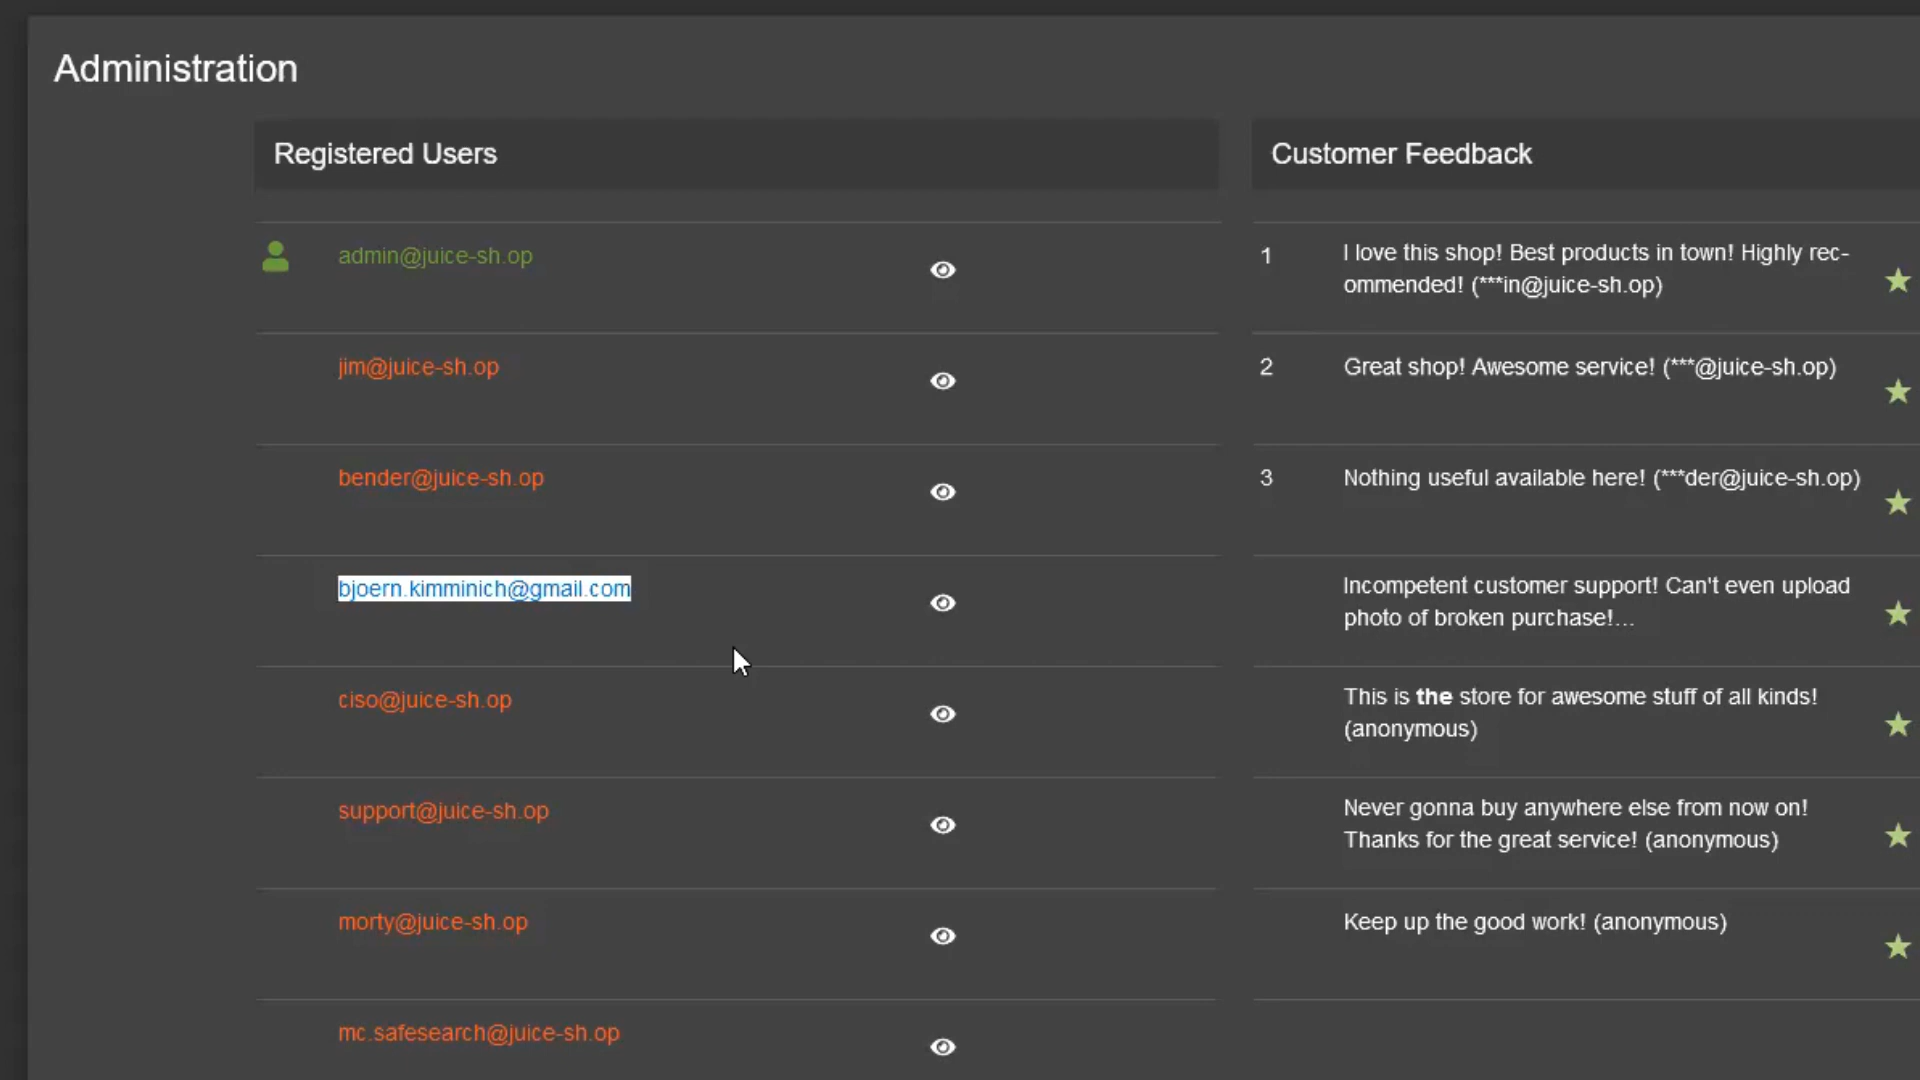 Administration
Registered Users
admin@juice-sh.op
jim@juice-sh.op
bender@juice-sh.op
bjoern.kimminich@gmail.com
ciso@juice-sh.op
support@juice-sh.op
morty@juice-sh.op
mc.safesearch@juice-sh.op
Customer Feedback
1
I love this shop! Best products in town! Highly rec-
ommended! (***in@juice-sh.op)
2
Great shop! Awesome service! (***@juice-sh.op)
3
Nothing useful available here! (***der@juice-sh.op)
Incompetent customer support! Can't even upload
photo of broken purchase!...
This is the store for awesome stuff of all kinds!
(anonymous)
Never gonna buy anywhere else from now on!
Thanks for the great service! (anonymous)
Keep up the good work! (anonymous)